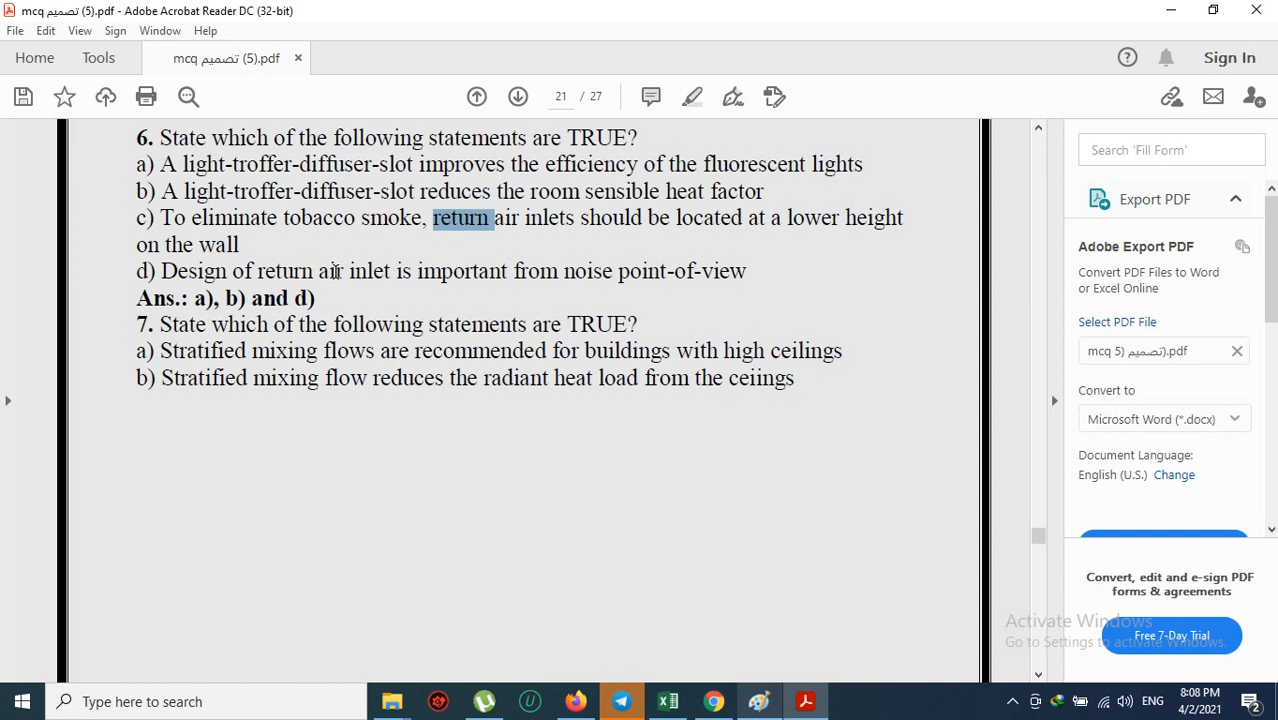 mcq تصميم (5).pdf - Adobe Acrobat Reader DC (32-bit)
File Edit View Sign Window Help
Home Tools mcq تصميم (5).pdf × Sign In
21 / 27
6. State which of the following statements are TRUE?
a) A light-troffer-diffuser-slot improves the efficiency of the fluorescent lights
b) A light-troffer-diffuser-slot reduces the room sensible heat factor
c) To eliminate tobacco smoke, return air inlets should be located at a lower height
on the wall
d) Design of return air inlet is important from noise point-of-view
Ans.: a), b) and d)
7. State which of the following statements are TRUE?
a) Stratified mixing flows are recommended for buildings with high ceilings
b) Stratified mixing flow reduces the radiant heat load from the ceiings
Search 'Fill Form'
Export PDF
Adobe Export PDF
Convert PDF Files to Word
or Excel Online
Select PDF File
mcq 5) تصميم).pdf
Convert to
Microsoft Word (*.docx)
Document Language:
English (U.S.) Change
Convert, edit and e-sign PDF
forms & agreements
Free 7-Day Trial
Activate Windows
Go to Settings to activate Windows.
Type here to search
ENG
8:08 PM
4/2/2021
2